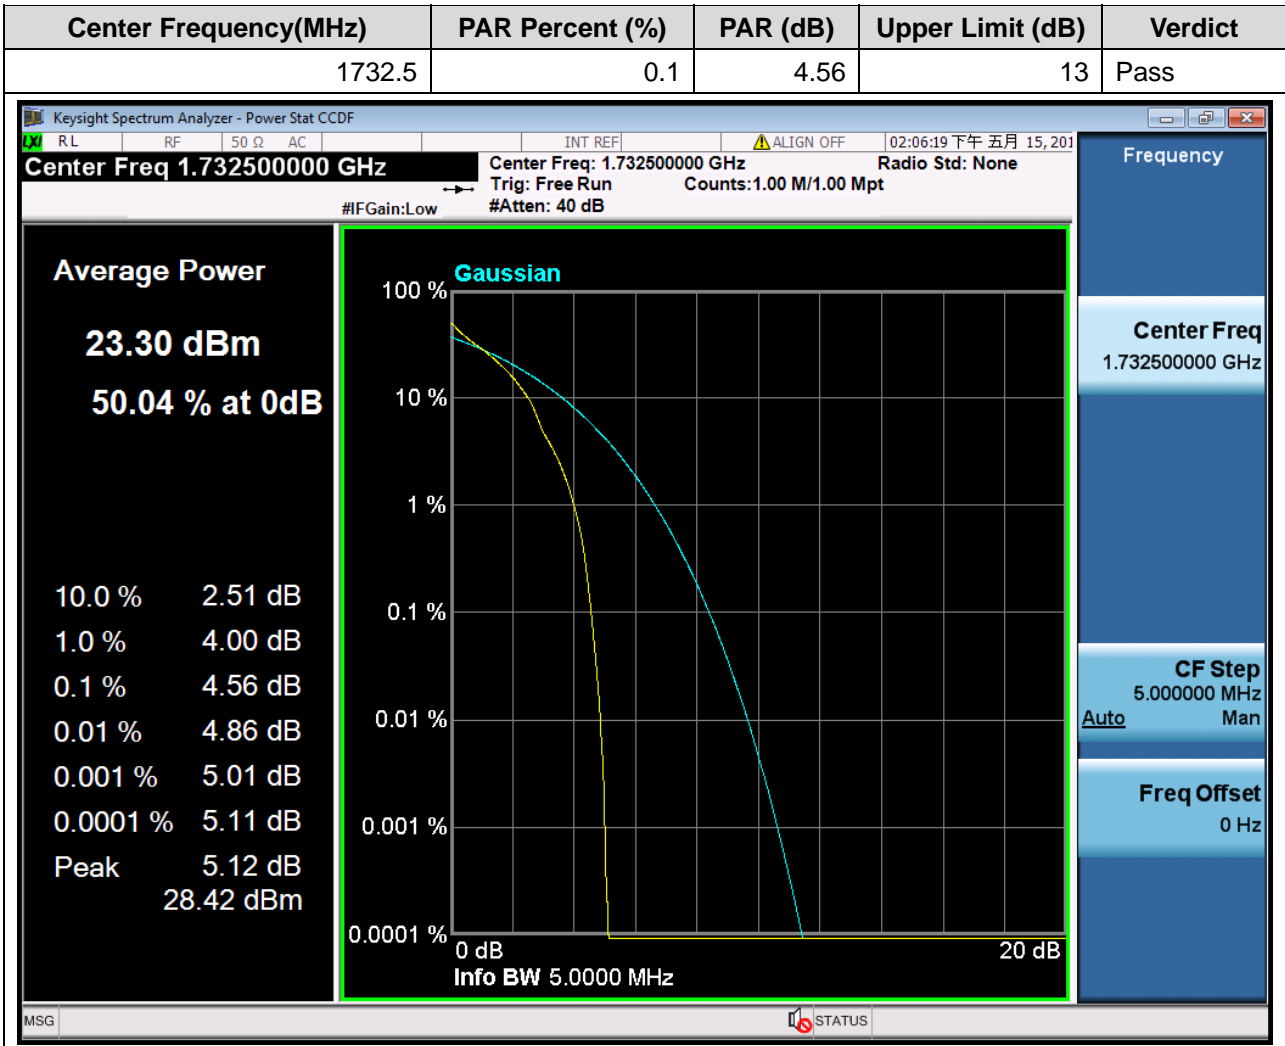 Center Frequency(MHz) PAR Percent (%) PAR (dB) Upper Limit (dB) Verdict
1732.5 0.1 4.56 13 Pass
Keysight Spectrum Analyzer - Power Stat CCDF
LXI RL RF 50 Ω AC INT REF ALIGN OFF 02:06:19 下午 五月 15, 201
Center Freq 1.732500000 GHz
Center Freq: 1.732500000 GHz Radio Std: None
Trig: Free Run Counts:1.00 M/1.00 Mpt
#IFGain:Low #Atten: 40 dB
Average Power
23.30 dBm
50.04 % at 0dB
10.0 % 2.51 dB
1.0 % 4.00 dB
0.1 % 4.56 dB
0.01 % 4.86 dB
0.001 % 5.01 dB
0.0001 % 5.11 dB
Peak 5.12 dB
28.42 dBm
Gaussian
100 %
10 %
1 %
0.1 %
0.01 %
0.001 %
0.0001 %
0 dB 20 dB
Info BW 5.0000 MHz
Frequency
Center Freq
1.732500000 GHz
CF Step
5.000000 MHz
Auto Man
Freq Offset
0 Hz
MSG STATUS